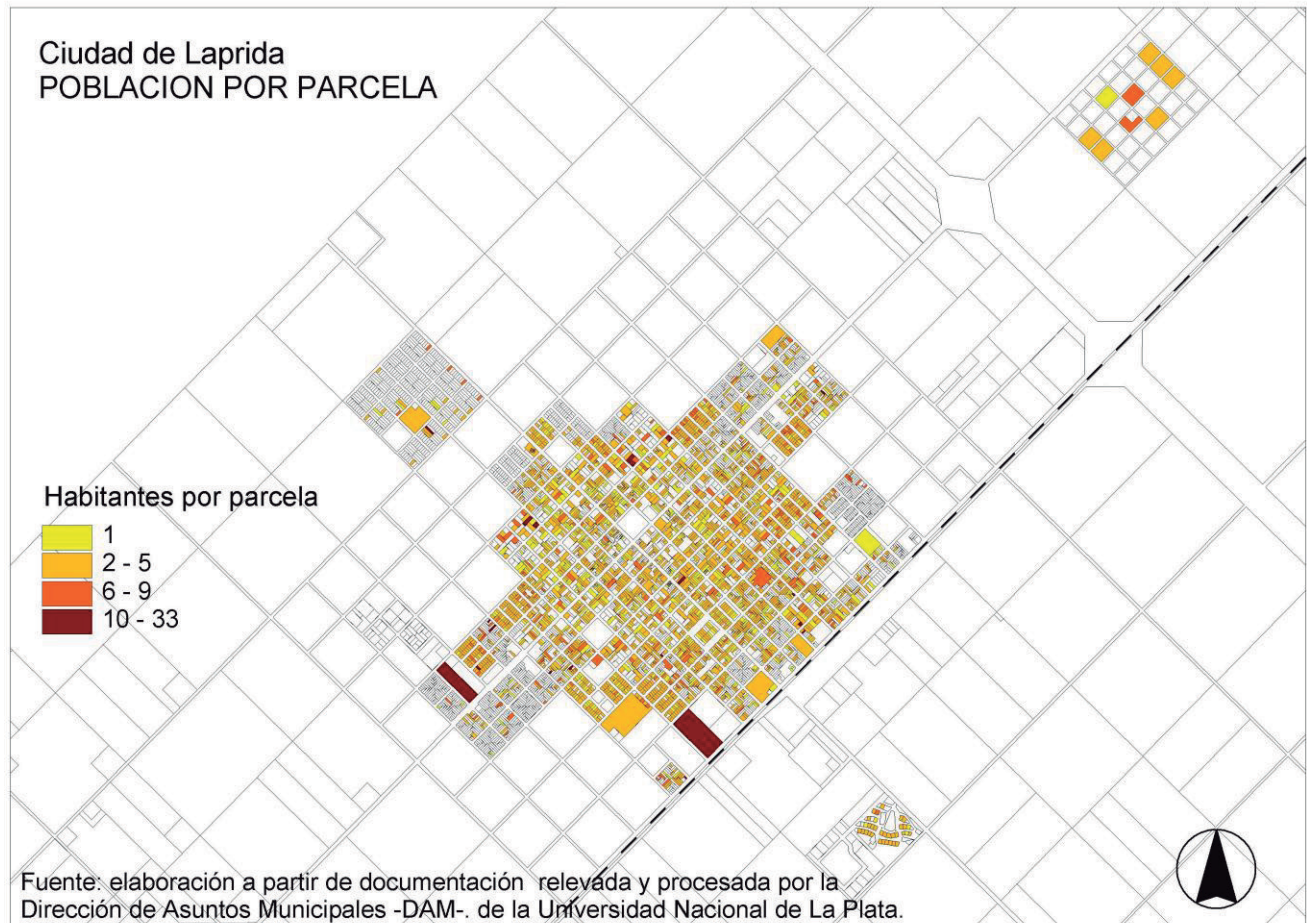 Ciudad de Laprida
POBLACION POR PARCELA
Habitantes por parcela
1
2 - 5
6 - 9
10 - 33
Fuente: elaboración a partir de documentación relevada y procesada por la
Dirección de Asuntos Municipales -DAM-. de la Universidad Nacional de La Plata.